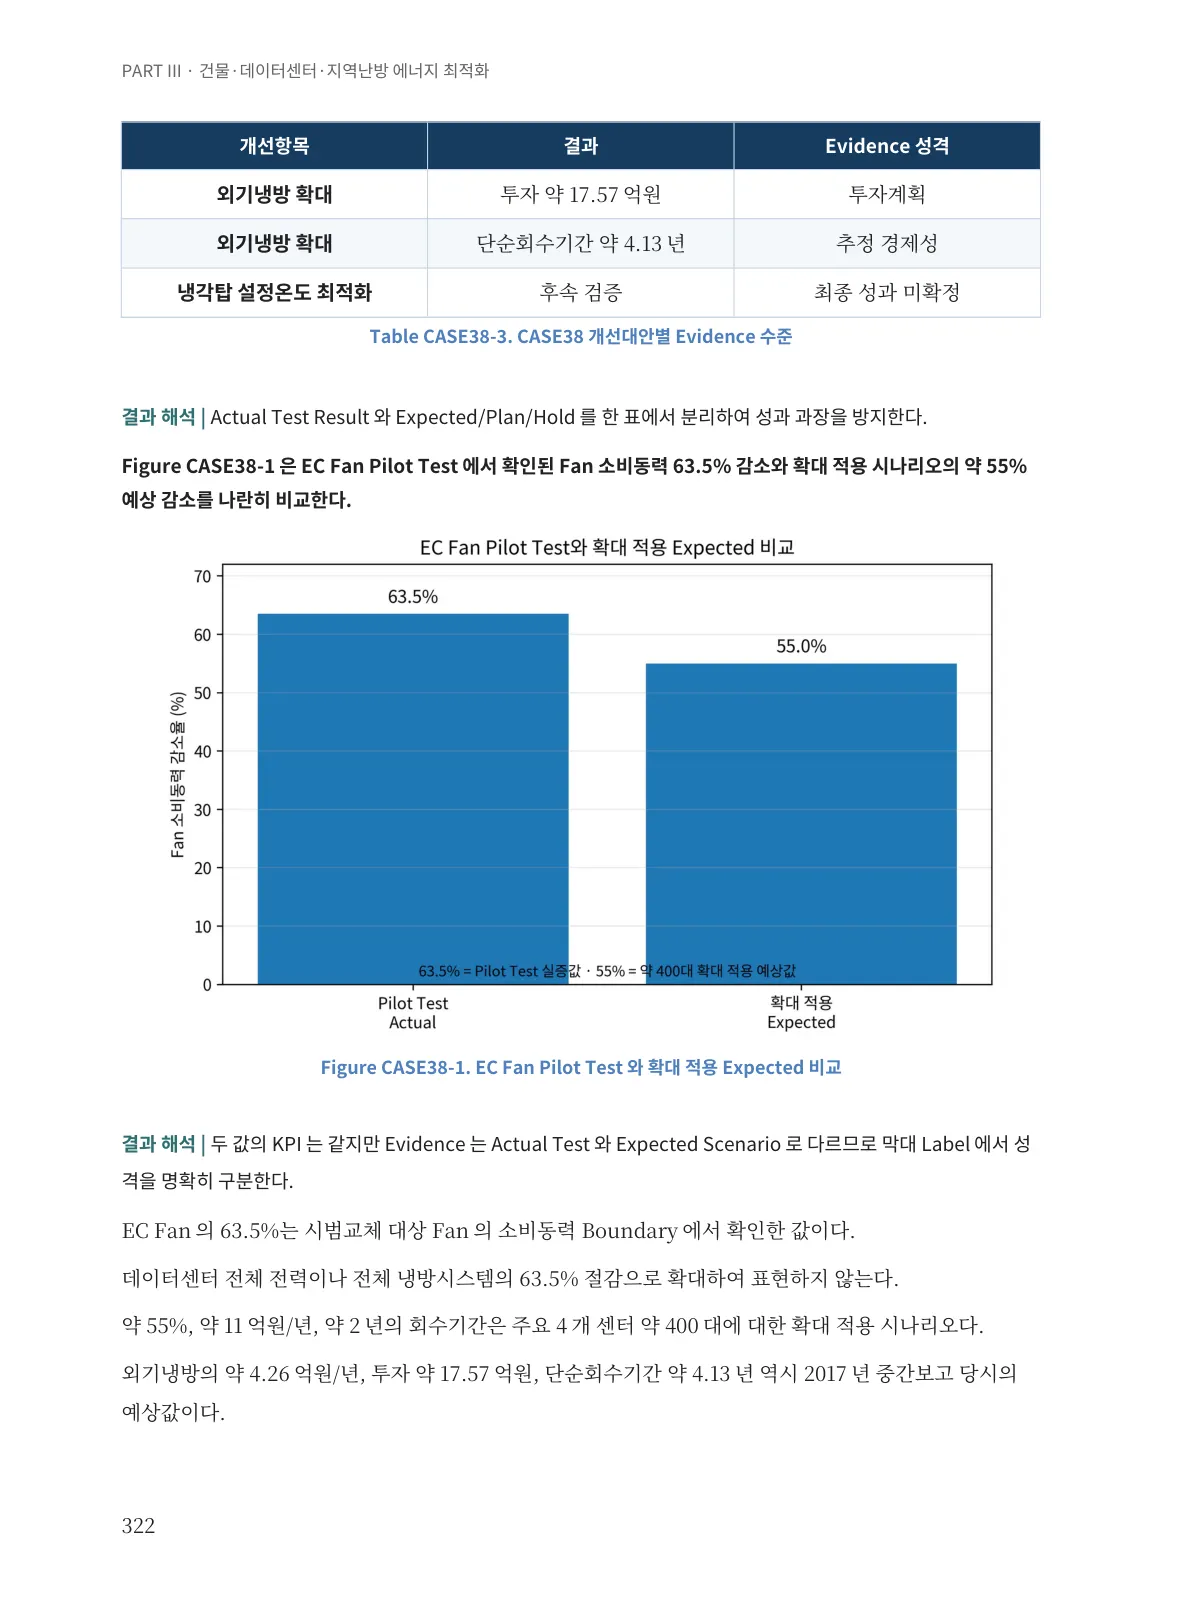 PART III · 건물·데이터센터·지역난방 에너지 최적화
개선항목 결과 Evidence 성격
외기냉방 확대 투자 약 17.57 억원 투자계획
외기냉방 확대 단순회수기간 약 4.13 년 추정 경제성
냉각탑 설정온도 최적화 후속 검증 최종 성과 미확정
Table CASE38-3. CASE38 개선대안별 Evidence 수준
결과 해석 | Actual Test Result 와 Expected/Plan/Hold 를 한 표에서 분리하여 성과 과장을 방지한다.
Figure CASE38-1 은 EC Fan Pilot Test 에서 확인된 Fan 소비동력 63.5% 감소와 확대 적용 시나리오의 약 55%
예상 감소를 나란히 비교한다.
EC Fan Pilot Test와 확대 적용 Expected 비교
Fan 소비동력 감소율 (%)
70
60
50
40
30
20
10
0
63.5%
55.0%
63.5% = Pilot Test 실증값 · 55% = 약 400대 확대 적용 예상값
Pilot Test
Actual
확대 적용
Expected
Figure CASE38-1. EC Fan Pilot Test 와 확대 적용 Expected 비교
결과 해석 | 두 값의 KPI 는 같지만 Evidence 는 Actual Test 와 Expected Scenario 로 다르므로 막대 Label 에서 성
격을 명확히 구분한다.
EC Fan 의 63.5%는 시범교체 대상 Fan 의 소비동력 Boundary 에서 확인한 값이다.
데이터센터 전체 전력이나 전체 냉방시스템의 63.5% 절감으로 확대하여 표현하지 않는다.
약 55%, 약 11 억원/년, 약 2 년의 회수기간은 주요 4 개 센터 약 400 대에 대한 확대 적용 시나리오다.
외기냉방의 약 4.26 억원/년, 투자 약 17.57 억원, 단순회수기간 약 4.13 년 역시 2017 년 중간보고 당시의
예상값이다.
322